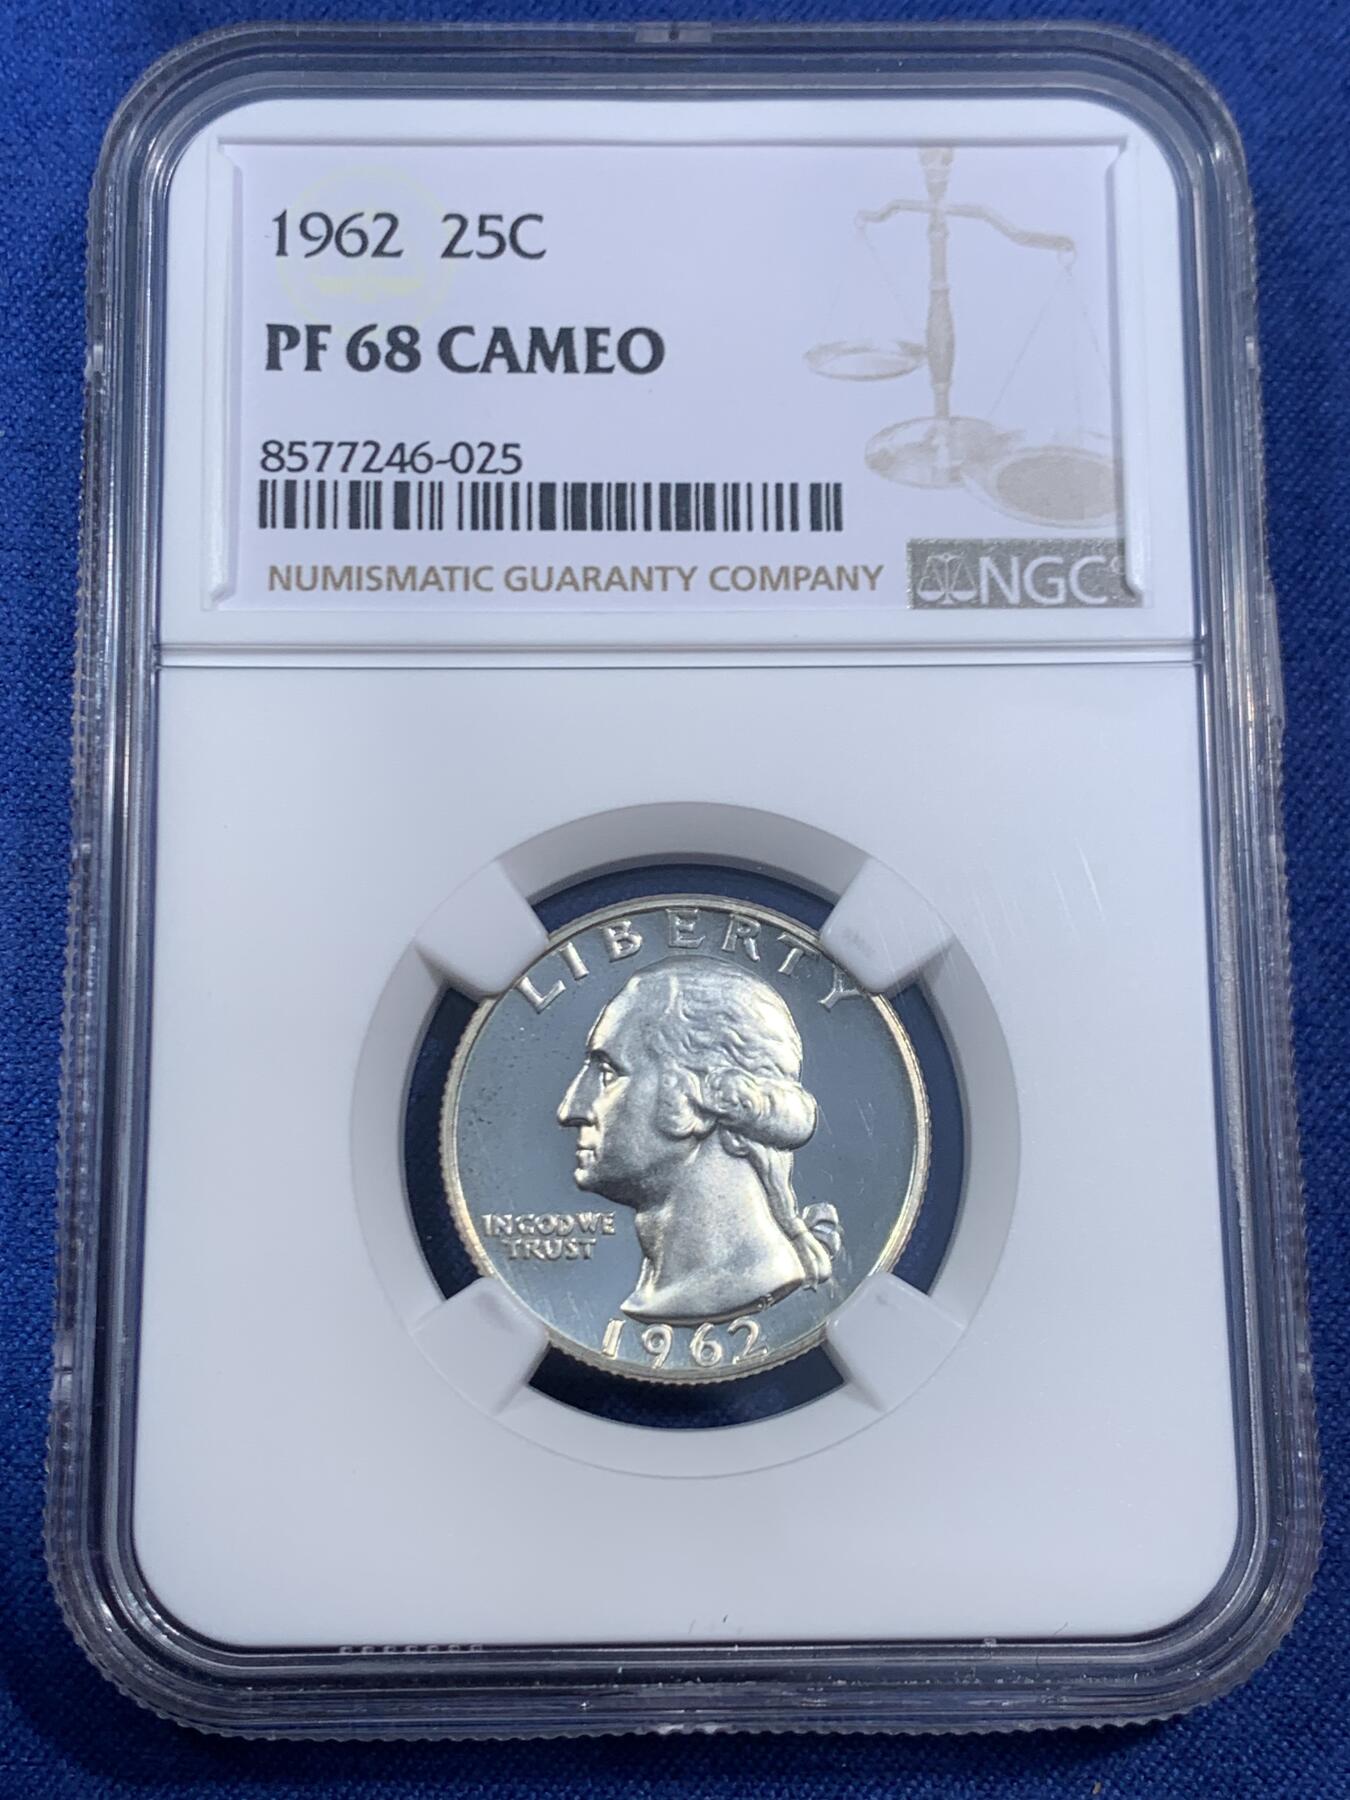 1962 25C
PF 68 CAMEO
8577246-025
NUMISMATIC GUARANTY COMPANY
NGC
LIBERTY
IN GOD WE
TRUST
1962